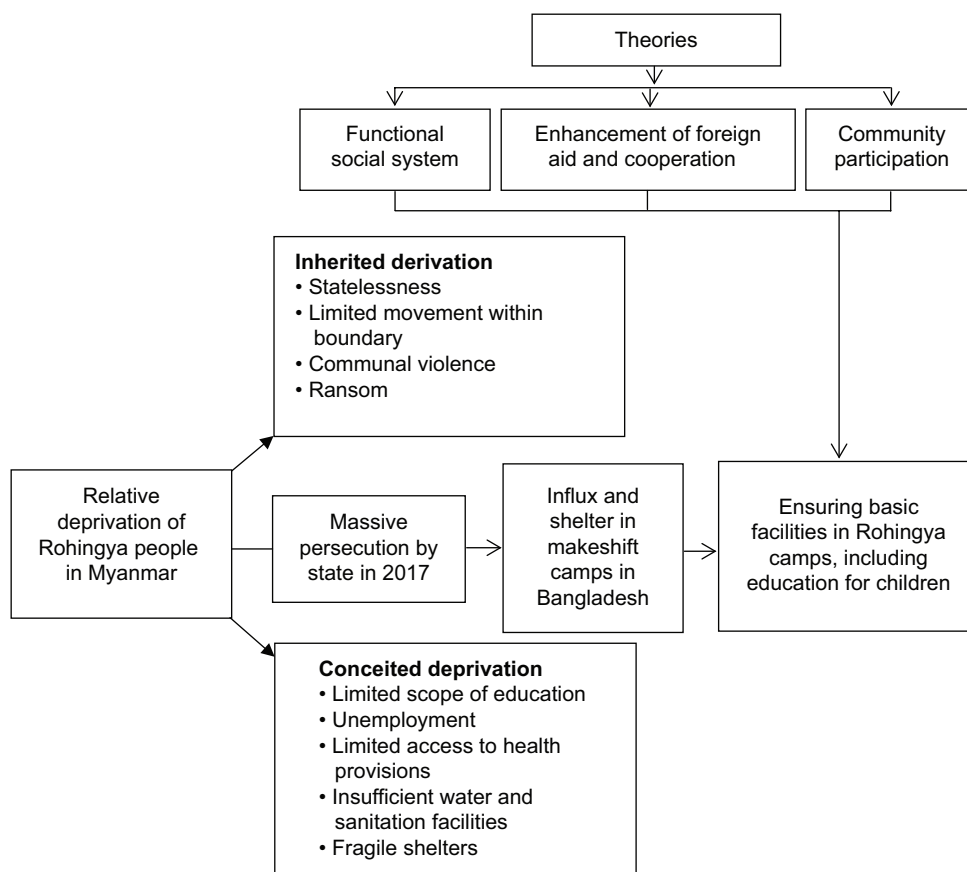 Theories
Functional
social system
Enhancement of foreign
aid and cooperation
Community
participation
Inherited derivation
• Statelessness
• Limited movement within
boundary
• Communal violence
• Ransom
Relative
deprivation of
Rohingya people
in Myanmar
Massive
persecution by
state in 2017
Influx and
shelter in
makeshift
camps in
Bangladesh
Ensuring basic
facilities in Rohingya
camps, including
education for children
Conceited deprivation
• Limited scope of education
• Unemployment
• Limited access to health
provisions
• Insufficient water and
sanitation facilities
• Fragile shelters